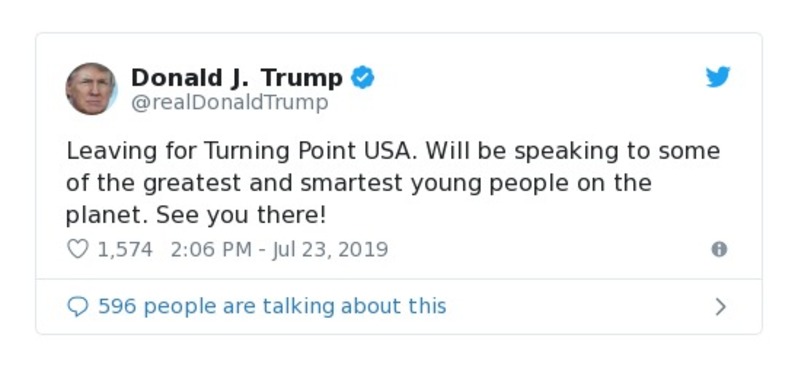 Donald J. Trump
@realDonaldTrump
Leaving for Turning Point USA. Will be speaking to some
of the greatest and smartest young people on the
planet. See you there!
1,574 2:06 PM - Jul 23, 2019
596 people are talking about this